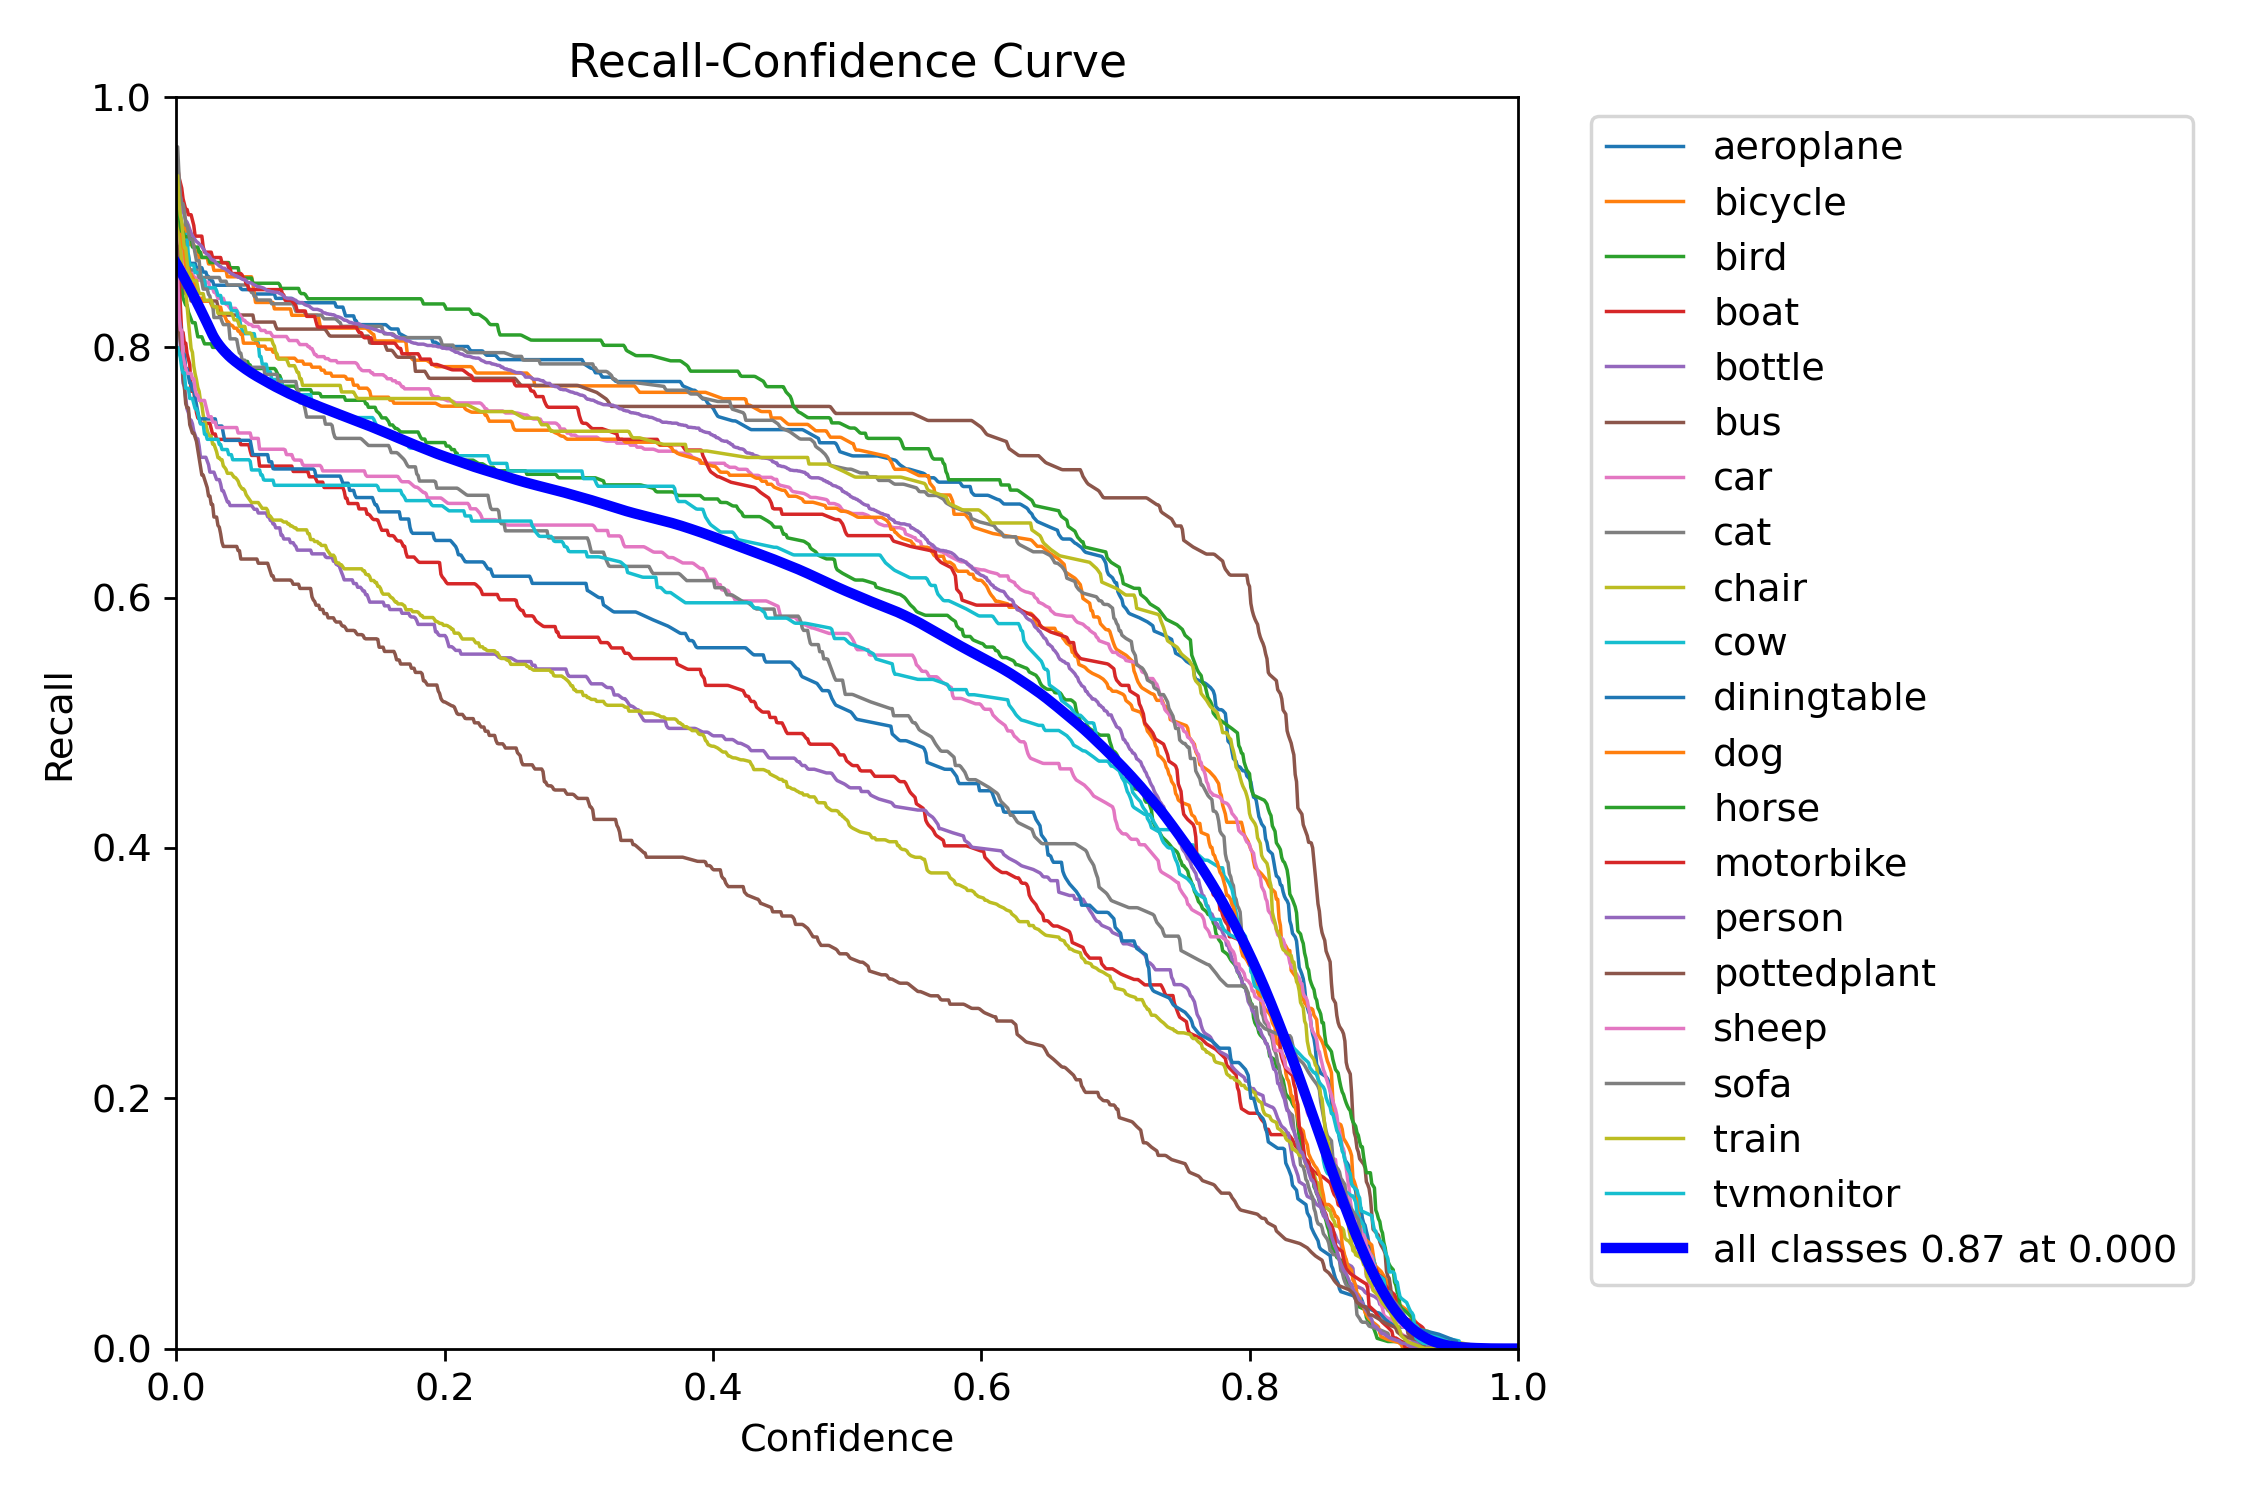 Recall-Confidence Curve
1.0
0.8
0.6
0.4
0.2
0.0
Recall
0.0 0.2 0.4 0.6 0.8 1.0
Confidence
aeroplane
bicycle
bird
boat
bottle
bus
car
cat
chair
cow
diningtable
dog
horse
motorbike
person
pottedplant
sheep
sofa
train
tvmonitor
all classes 0.87 at 0.000